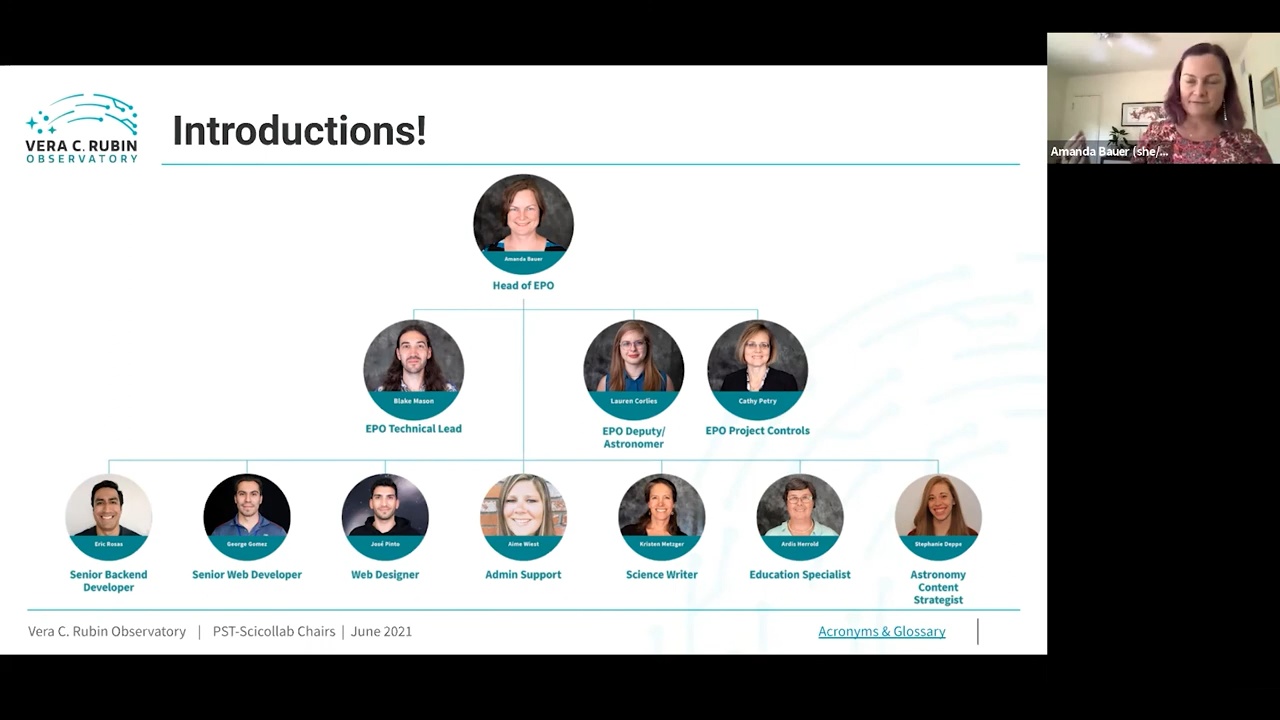 VERA C. RUBIN
OBSERVATORY
Introductions!
Amanda Bauer (she/...
Amanda Bauer
Head of EPO
Blake Mason
EPO Technical Lead
Lauren Corlies
EPO Deputy/
Astronomer
Cathy Petry
EPO Project Controls
Eric Rosas
Senior Backend
Developer
George Gomez
Senior Web Developer
José Pinto
Web Designer
Aime Wiest
Admin Support
Kristen Metzger
Science Writer
Ardis Herrold
Education Specialist
Stephanie Deppe
Astronomy
Content
Strategist
Vera C. Rubin Observatory | PST-Scicollab Chairs | June 2021
Acronyms & Glossary